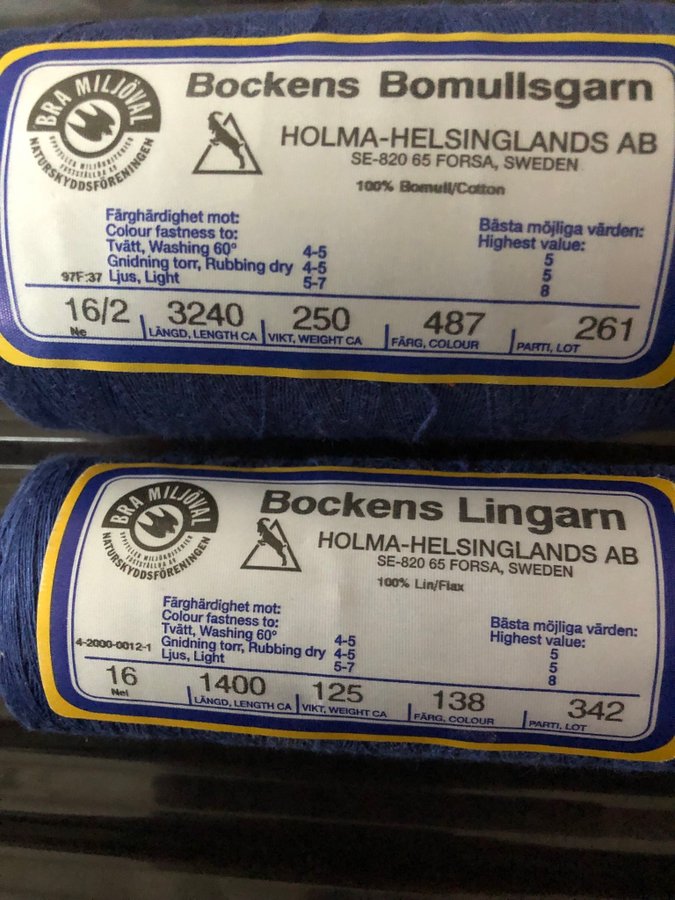 BRA MILJÖVAL
NATURSKYDDSFÖRENINGEN
Bockens Bomullsgarn
HOLMA-HELSINGLANDS AB
SE-820 65 FORSA, SWEDEN
100% Bomull/Cotton
Färghärdighet mot:
Colour fastness to:
Tvätt, Washing 60° 4-5
Gnidning torr, Rubbing dry 4-5
Ljus, Light 5-7
Bästa möjliga värden:
Highest value:
5
5
8
97F:37
16/2 3240 250 487 261
Ne LÄNGD, LENGTH CA VIKT, WEIGHT CA FÄRG, COLOUR PARTI, LOT
BRA MILJÖVAL
NATURSKYDDSFÖRENINGEN
Bockens Lingarn
HOLMA-HELSINGLANDS AB
SE-820 65 FORSA, SWEDEN
100% Lin/Flax
Färghärdighet mot:
Colour fastness to:
Tvätt, Washing 60° 4-5
Gnidning torr, Rubbing dry 4-5
Ljus, Light 5-7
Bästa möjliga värden:
Highest value:
5
5
8
4-2000-0012-1
16 1400 125 138 342
Nel LÄNGD, LENGTH CA VIKT, WEIGHT CA FÄRG, COLOUR PARTI, LOT